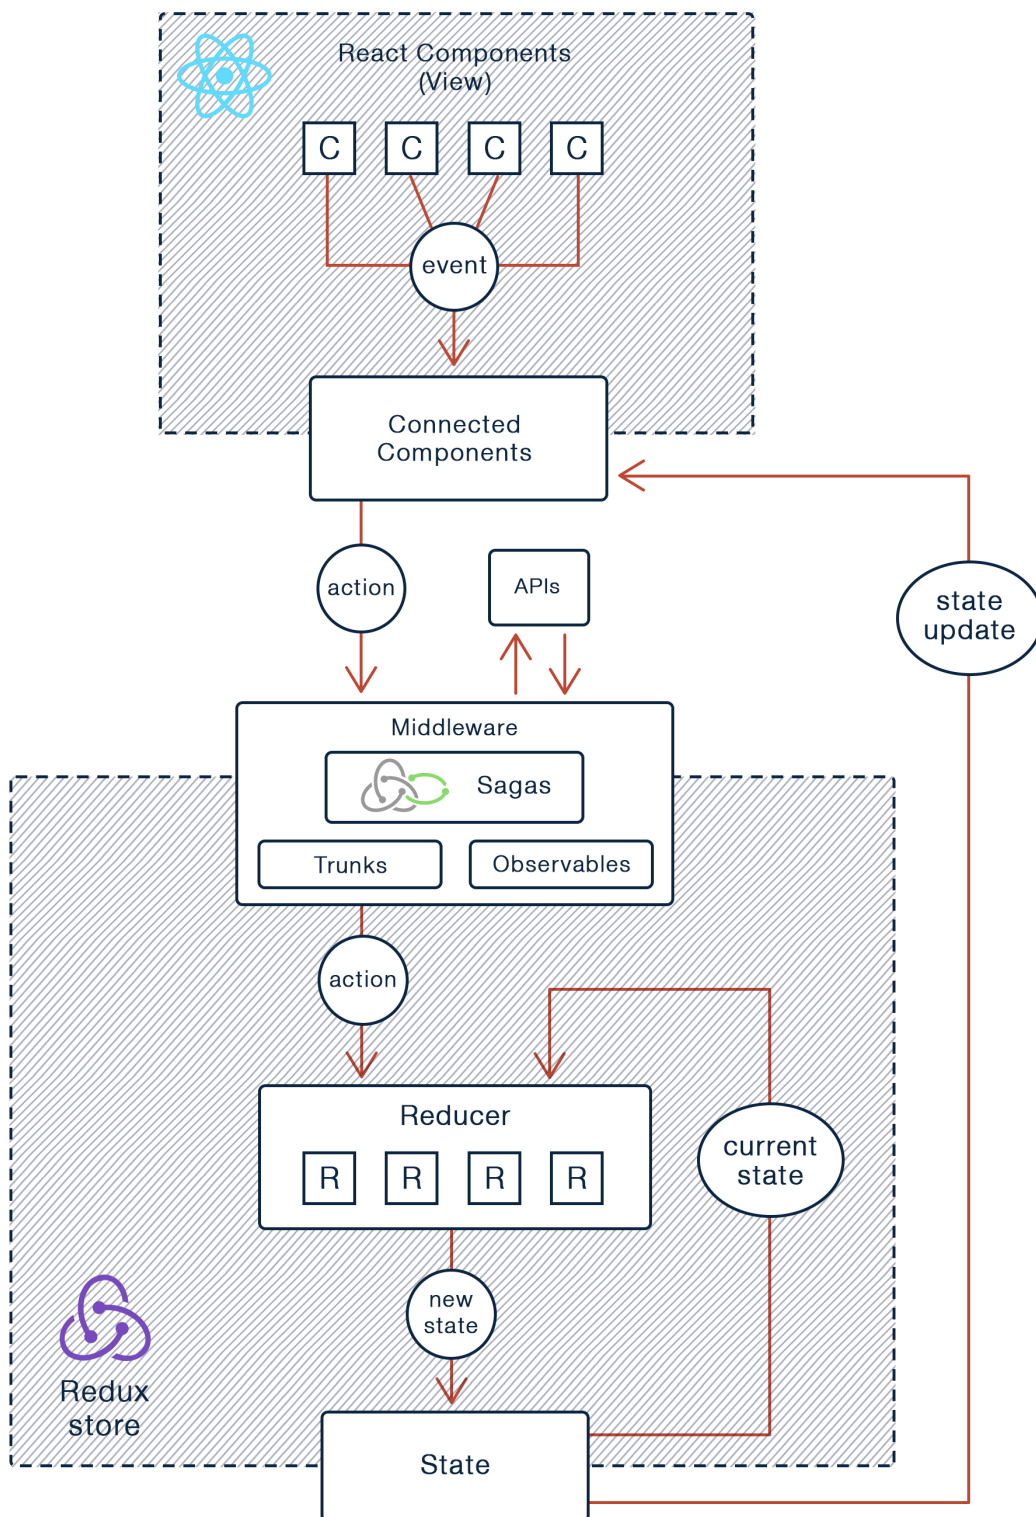 React Components
(View)
C C C C
event
Connected
Components
action
APIs
state
update
Middleware
Sagas
Trunks
Observables
action
Reducer
R R R R
current
state
new
state
Redux
store
State